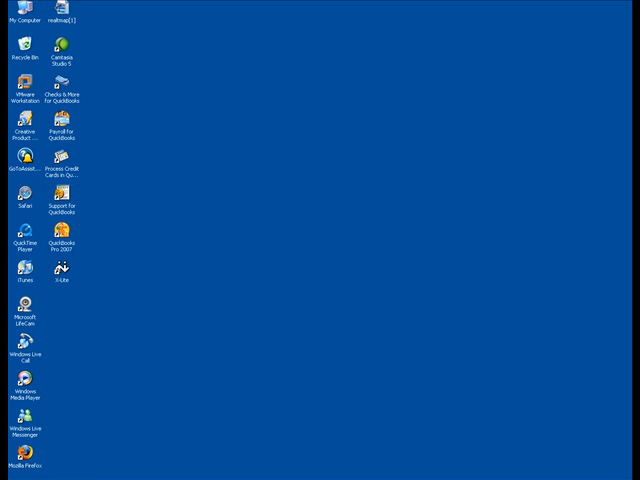 My Computer
realtmap[1]
Recycle Bin
Camtasia
Studio 5
VMware
Workstation
Checks & More
for QuickBooks
Creative
Product ...
Payroll for
QuickBooks
GoToAssist...
Process Credit
Cards in Qu...
Safari
Support for
QuickBooks
QuickTime
Player
QuickBooks
Pro 2007
iTunes
X-Lite
Microsoft
LifeCam
Windows Live
Call
Windows
Media Player
Windows Live
Messenger
Mozilla Firefox